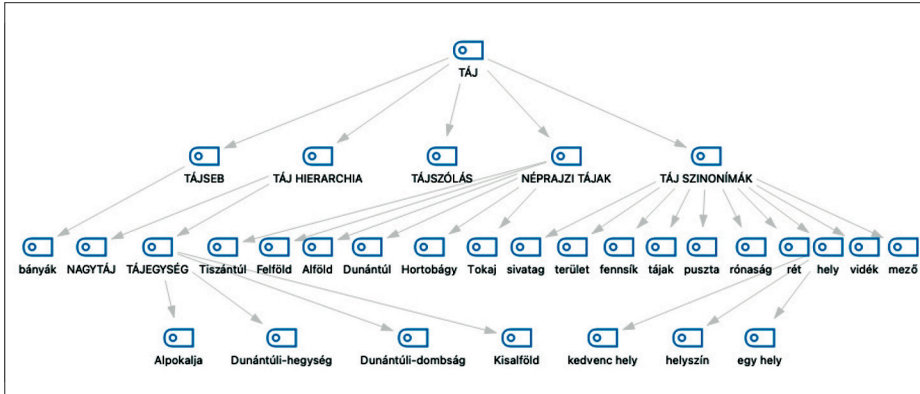 TÁJ
TÁJSEB TÁJ HIERARCHIA TÁJSZÓLÁS NÉPRAJZI TÁJAK TÁJ SZINONÍMÁK
bányák NAGYTÁJ TÁJEGYSÉG Tiszántúl Felföld Alföld Dunántúl Hortobágy Tokaj sivatag terület fennsík tájak puszta rónaság rét hely vidék mező
Alpokalja Dunántúli-hegység Dunántúli-dombság Kisalföld kedvenc hely helyszín egy hely